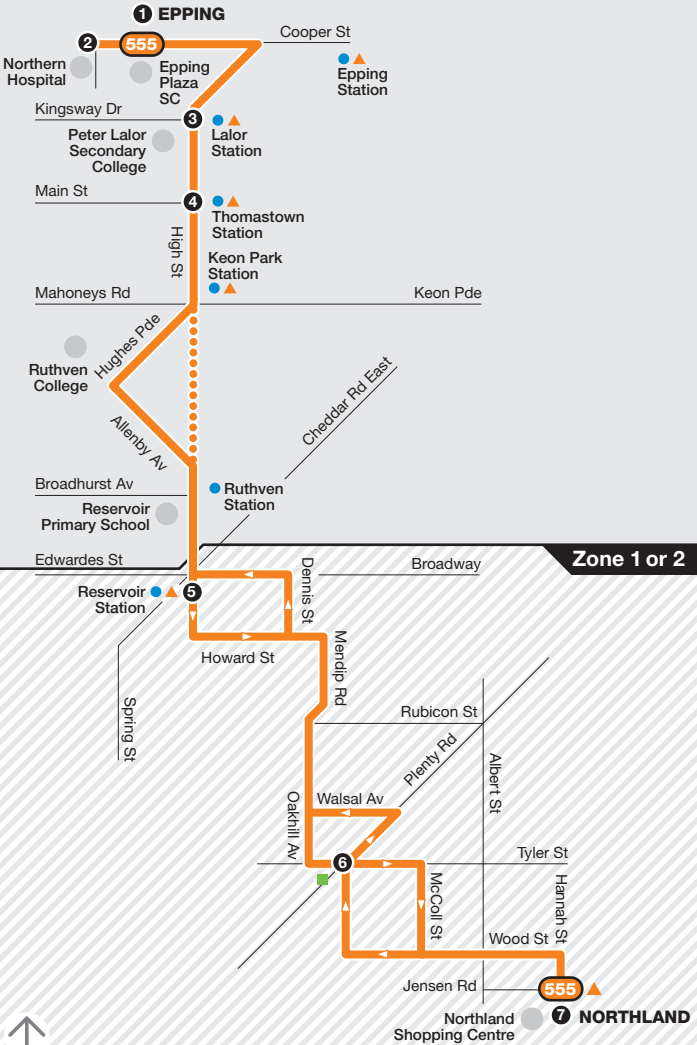 1 EPPING
2
555
Cooper St
Northern
Hospital
Epping
Plaza
SC
Epping
Station
Kingsway Dr
3
Peter Lalor
Secondary
College
Lalor
Station
Main St
4
Thomastown
Station
High St
Keon Park
Station
Mahoneys Rd
Keon Pde
Hughes Pde
Ruthven
College
Cheddar Rd East
Allenby Av
Broadhurst Av
Ruthven
Station
Reservoir
Primary School
Edwardes St
Broadway
Zone 1 or 2
Reservoir
Station
5
Dennis St
Howard St
Mendip Rd
Spring St
Rubicon St
Plenty Rd
Albert St
Walsal Av
Oakhill Av
6
Tyler St
McColl St
Hannah St
Wood St
Jensen Rd
555
Northland
Shopping Centre
7 NORTHLAND